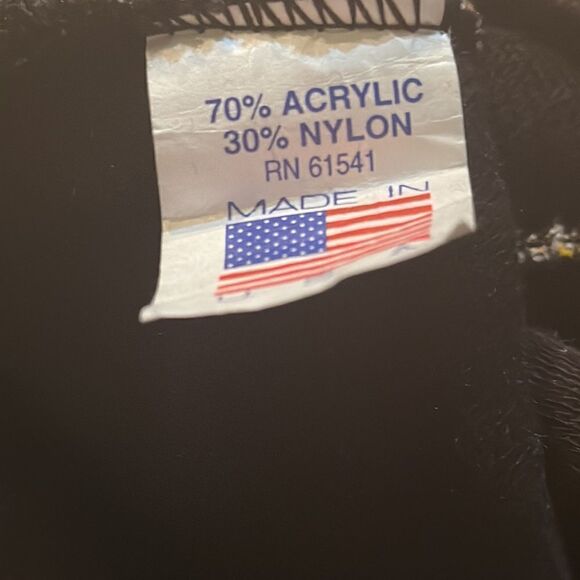 70% ACRYLIC
30% NYLON
RN 61541
MADE IN
U S A